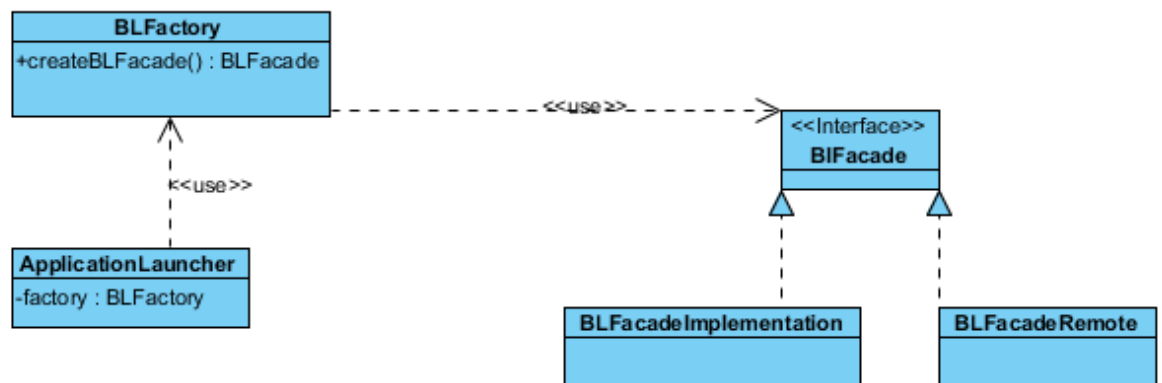 BLFactory
+createBLFacade() : BLFacade
<<use>>
<<Interface>>
BlFacade
<<use>>
ApplicationLauncher
-factory : BLFactory
BLFacadeImplementation
BLFacadeRemote